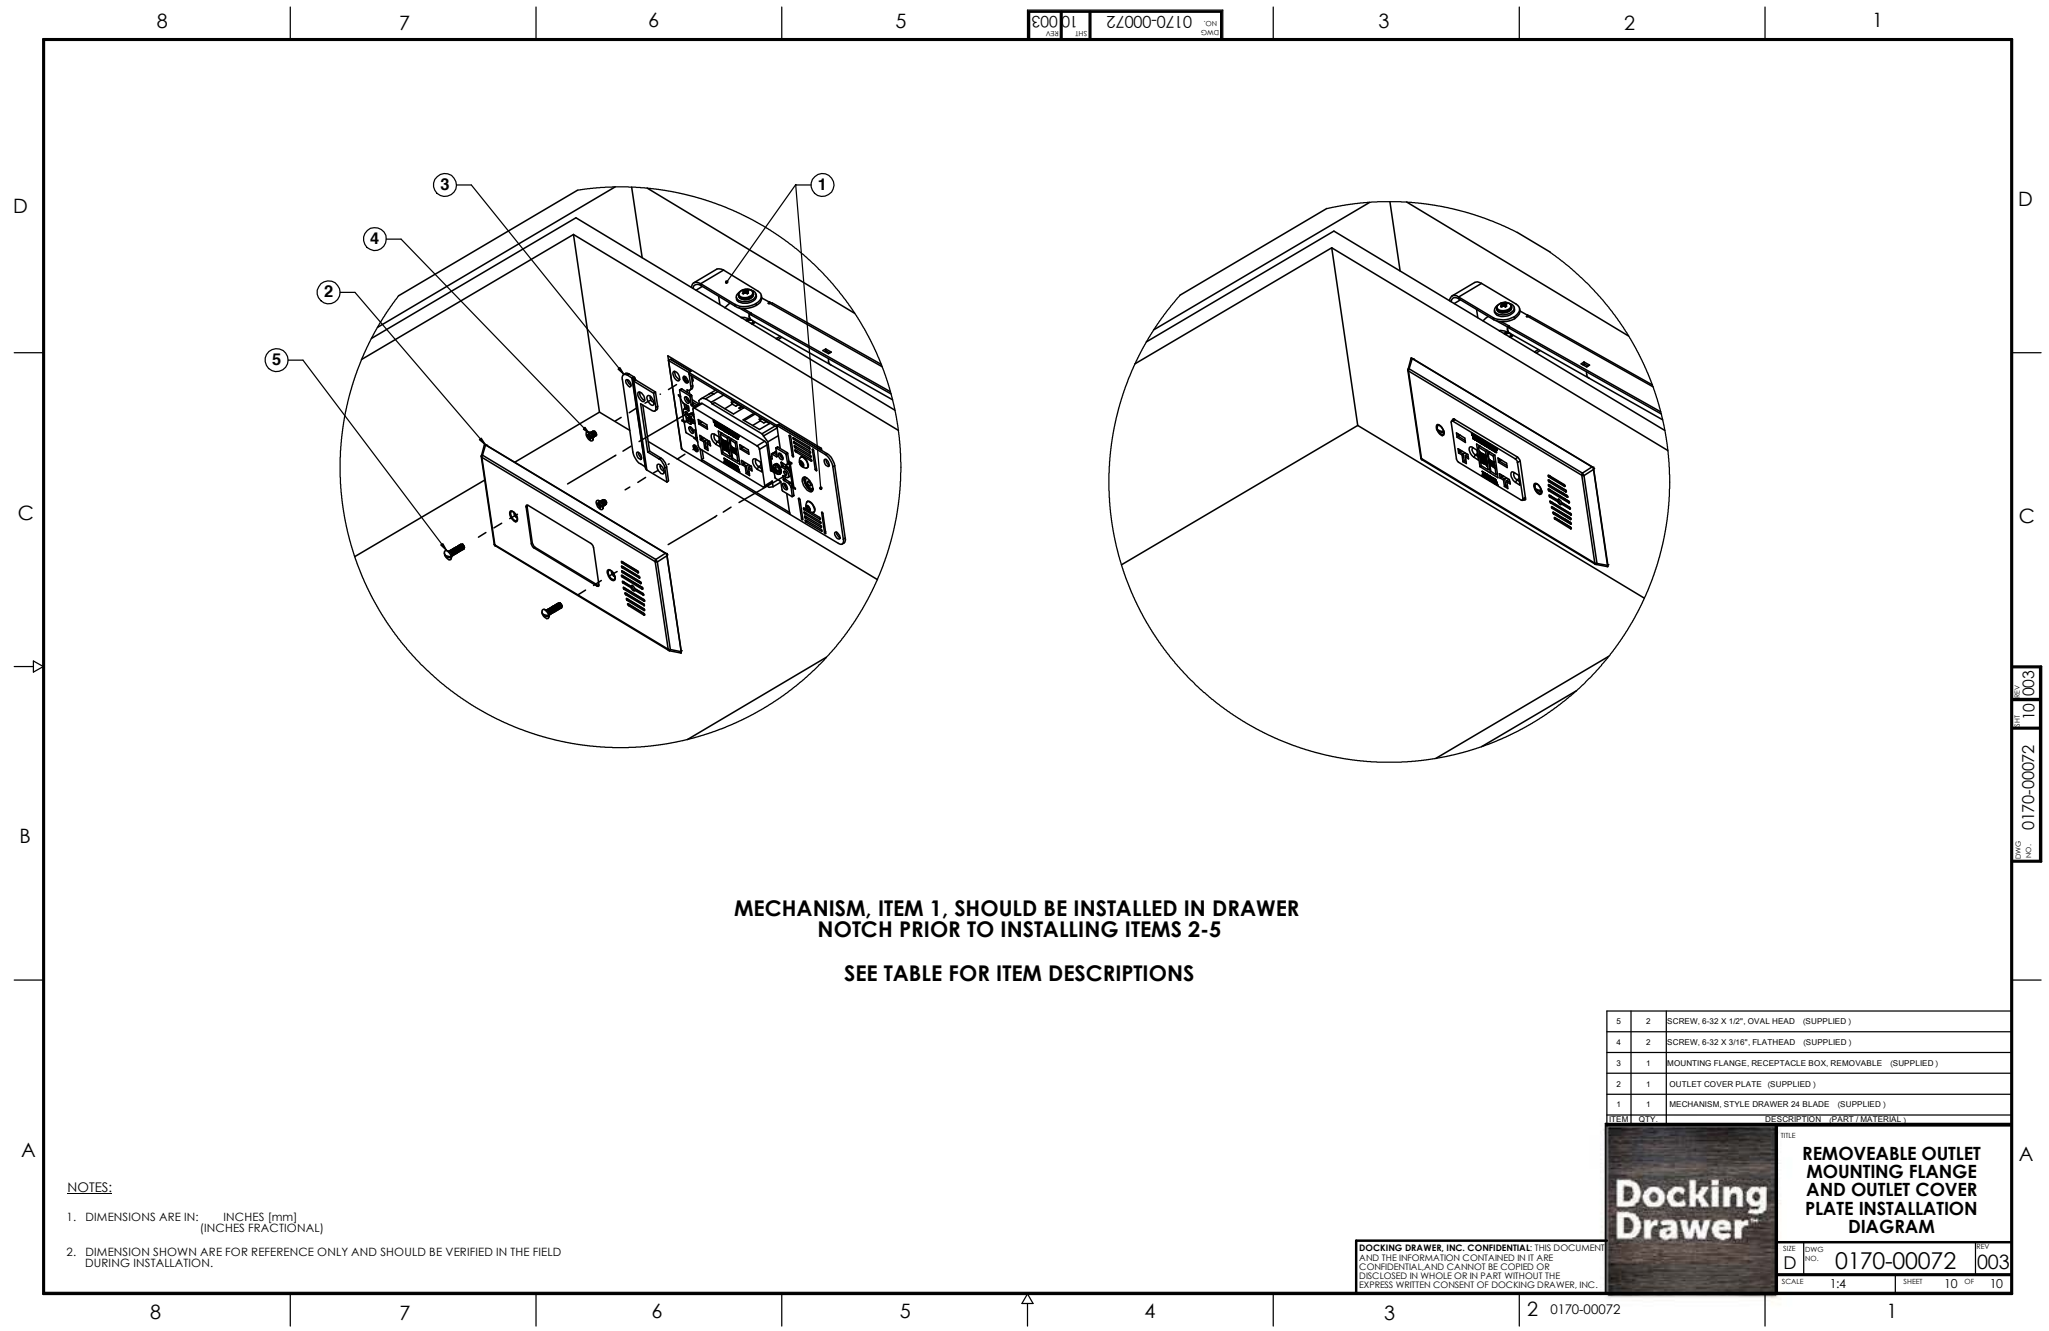 8
7
6
5
DWG NO. 0170-00072 SHT 10 REV 003
3
2
1
D
D
C
C
B
A
A
3
1
4
2
5
REV 003
SHT 10
DWG NO. 0170-00072
MECHANISM, ITEM 1, SHOULD BE INSTALLED IN DRAWER
NOTCH PRIOR TO INSTALLING ITEMS 2-5
SEE TABLE FOR ITEM DESCRIPTIONS
5 2 SCREW, 6-32 X 1/2", OVAL HEAD (SUPPLIED )
4 2 SCREW, 6-32 X 3/16", FLATHEAD (SUPPLIED )
3 1 MOUNTING FLANGE, RECEPTACLE BOX, REMOVABLE (SUPPLIED )
2 1 OUTLET COVER PLATE (SUPPLIED )
1 1 MECHANISM, STYLE DRAWER 24 BLADE (SUPPLIED )
ITEM QTY. DESCRIPTION (PART / MATERIAL )
NOTES:
1. DIMENSIONS ARE IN: INCHES [mm]
(INCHES FRACTIONAL)
2. DIMENSION SHOWN ARE FOR REFERENCE ONLY AND SHOULD BE VERIFIED IN THE FIELD
DURING INSTALLATION.
DOCKING DRAWER, INC. CONFIDENTIAL: THIS DOCUMENT
AND THE INFORMATION CONTAINED IN IT ARE
CONFIDENTIAL,AND CANNOT BE COPIED OR
DISCLOSED IN WHOLE OR IN PART WITHOUT THE
EXPRESS WRITTEN CONSENT OF DOCKING DRAWER, INC.
Docking
Drawer™
TITLE
REMOVEABLE OUTLET
MOUNTING FLANGE
AND OUTLET COVER
PLATE INSTALLATION
DIAGRAM
SIZE D DWG NO. 0170-00072 REV 003
SCALE 1:4 SHEET 10 OF 10
8
7
6
5
4
3
2 0170-00072
1